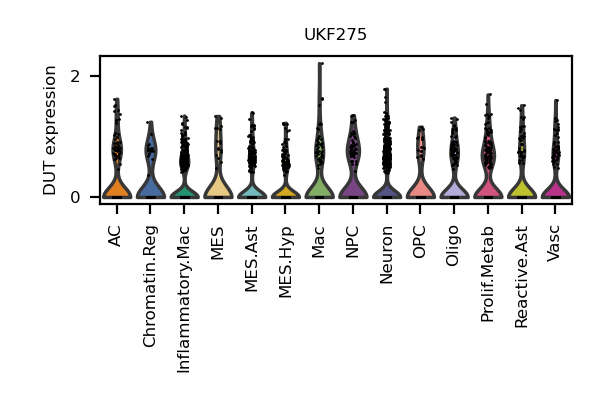 UKF275
DUT expression
2
0
AC
Chromatin.Reg
Inflammatory.Mac
MES
MES.Ast
MES.Hyp
Mac
NPC
Neuron
OPC
Oligo
Prolif.Metab
Reactive.Ast
Vasc